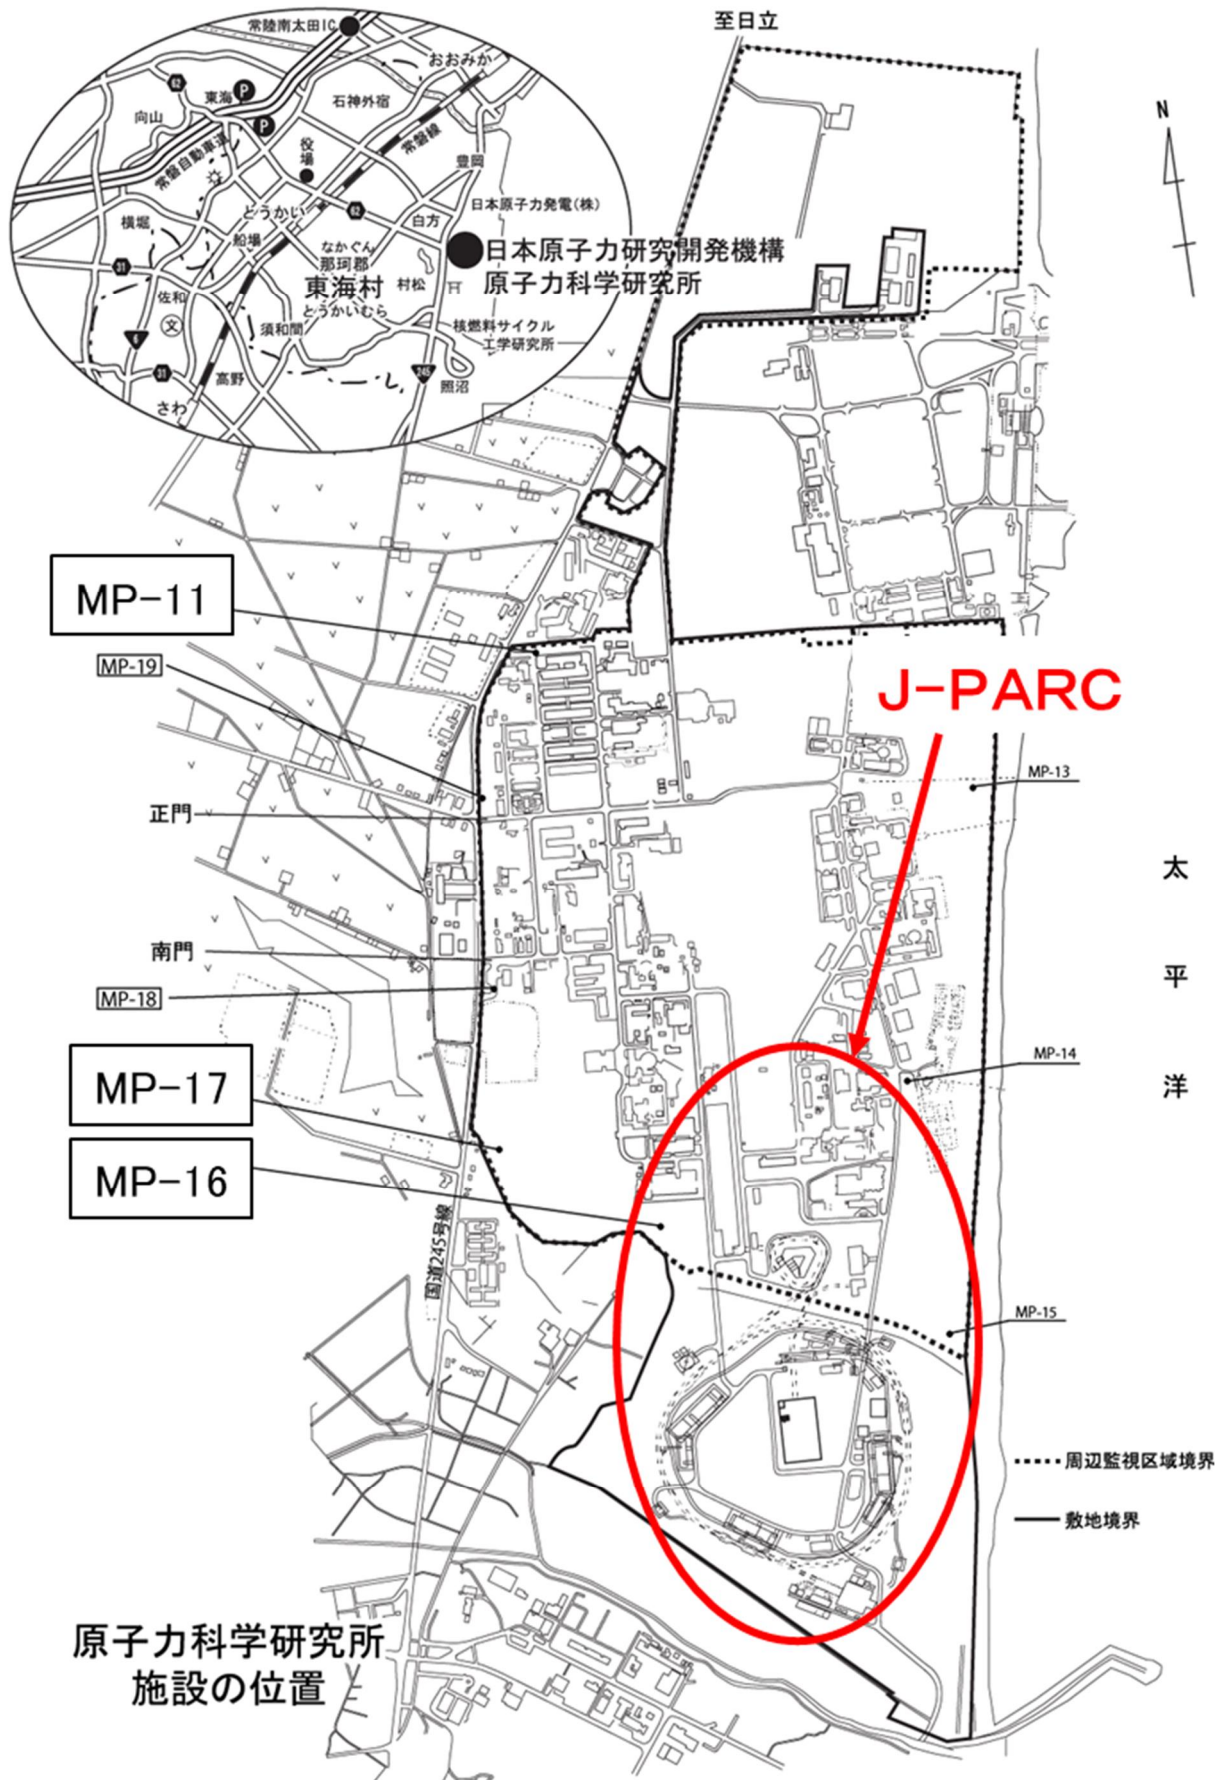 至日立
N
常陸南太田IC
おおみか
62
東海
P
石神外宿
向山
P
常磐線
常磐自動車道
役場
豊岡
日本原子力発電(株)
とうかい
62
横堀
白方
船場
なかぐん
那珂郡
日本原子力研究開発機構
31
東海村
村松
原子力科学研究所
佐和
とうかいむら
文
須和間
核燃料サイクル
工学研究所
6
31
高野
245
照沼
さわ
MP-11
MP-19
J-PARC
MP-13
正門
太平洋
南門
MP-18
MP-14
MP-17
MP-16
国道245号線
MP-15
周辺監視区域境界
敷地境界
原子力科学研究所
施設の位置